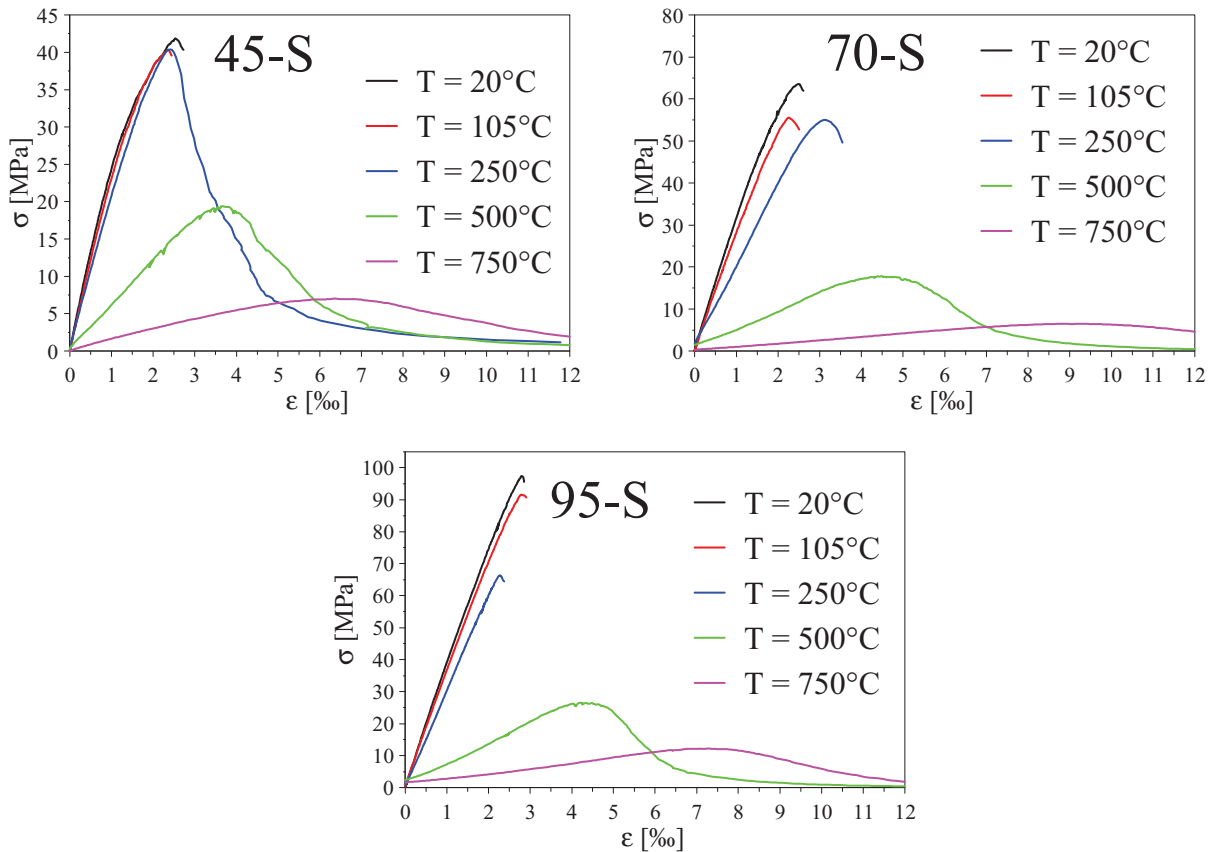 45-S
σ [MPa]
45
40
35
30
25
20
15
10
5
0
T = 20°C
T = 105°C
T = 250°C
T = 500°C
T = 750°C
0 1 2 3 4 5 6 7 8 9 10 11 12
ε [‰]
70-S
σ [MPa]
80
70
60
50
40
30
20
10
0
T = 20°C
T = 105°C
T = 250°C
T = 500°C
T = 750°C
0 1 2 3 4 5 6 7 8 9 10 11 12
ε [‰]
95-S
σ [MPa]
100
90
80
70
60
50
40
30
20
10
0
T = 20°C
T = 105°C
T = 250°C
T = 500°C
T = 750°C
0 1 2 3 4 5 6 7 8 9 10 11 12
ε [‰]